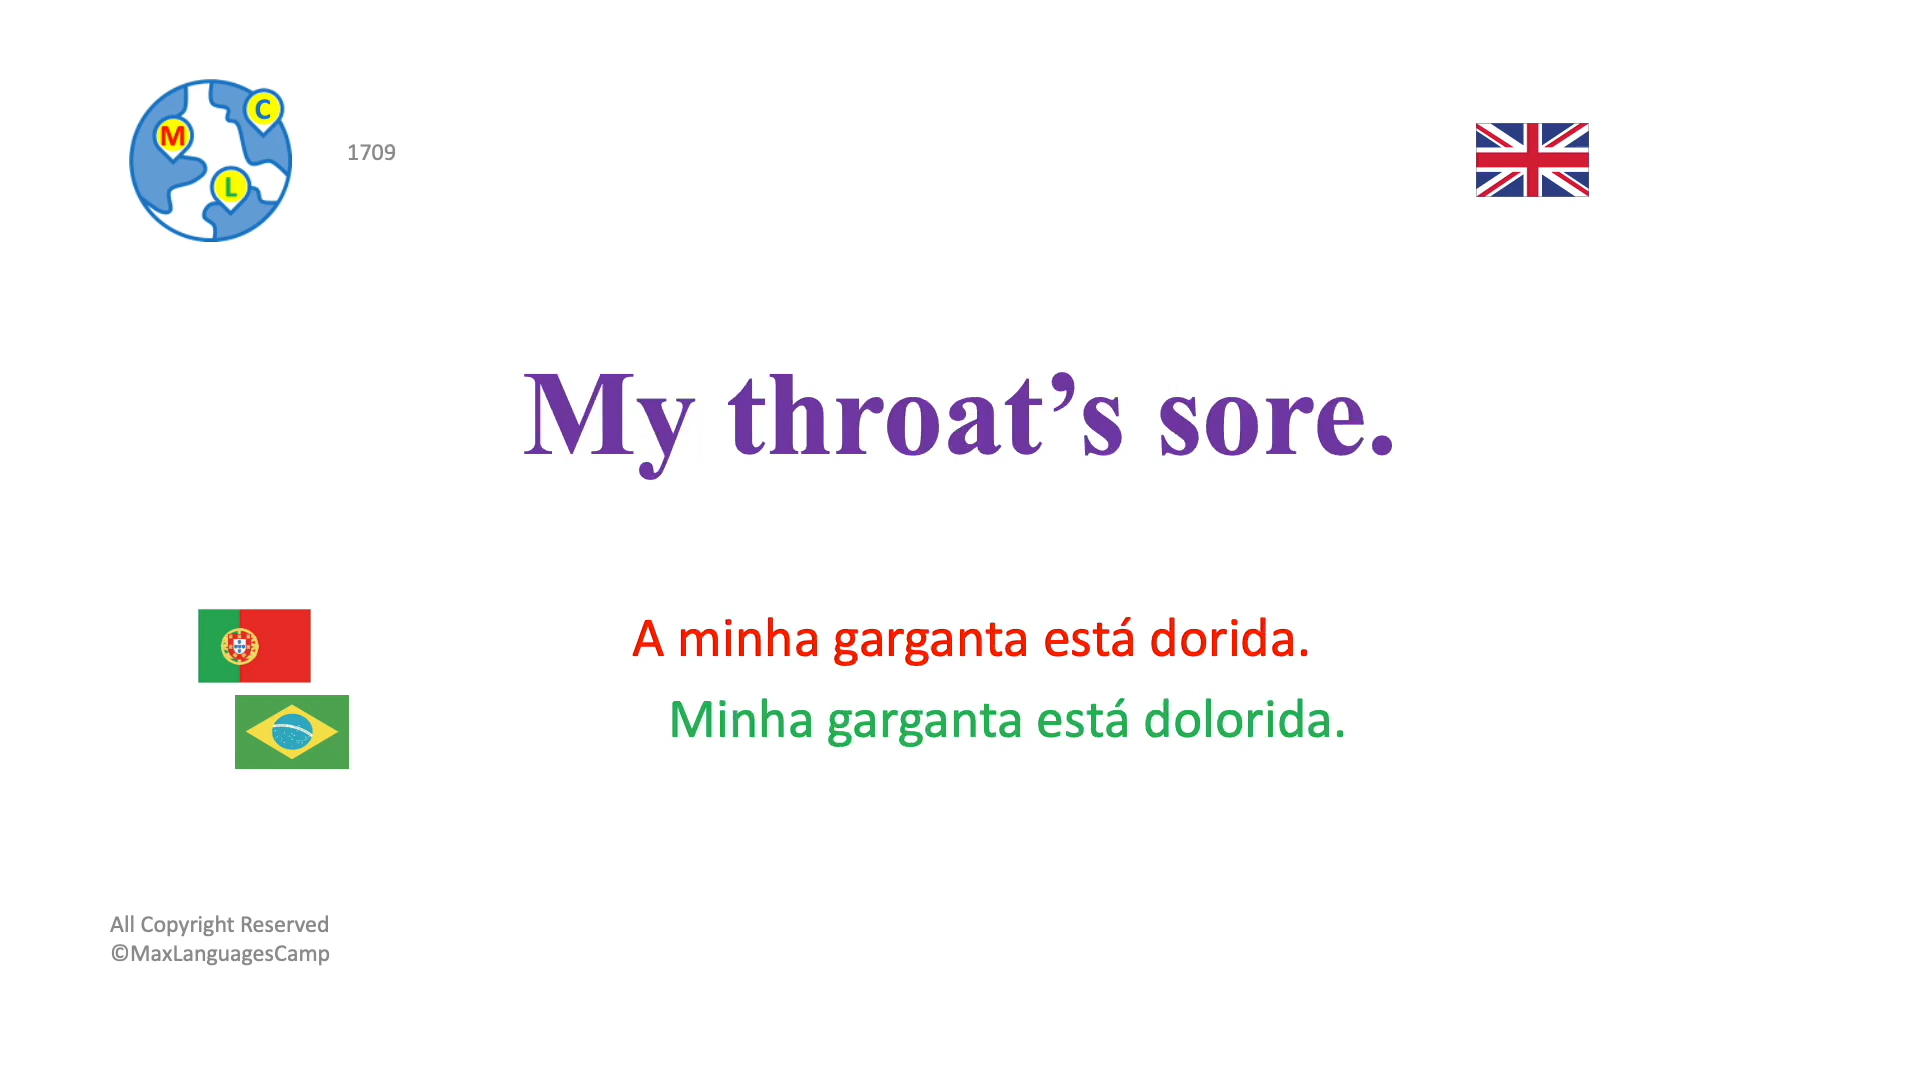 M
C
L
1709
My throat’s sore.
A minha garganta está dorida.
Minha garganta está dolorida.
All Copyright Reserved
©MaxLanguagesCamp